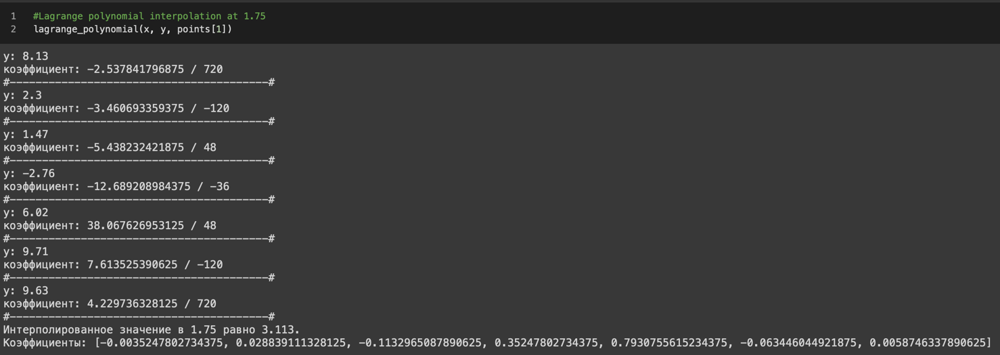 1 #Lagrange polynomial interpolation at 1.75
2 lagrange_polynomial(x, y, points[1])
y: 8.13
коэффициент: -2.537841796875 / 720
#----------------------------------------#
y: 2.3
коэффициент: -3.460693359375 / -120
#----------------------------------------#
y: 1.47
коэффициент: -5.438232421875 / 48
#----------------------------------------#
y: -2.76
коэффициент: -12.689208984375 / -36
#----------------------------------------#
y: 6.02
коэффициент: 38.067626953125 / 48
#----------------------------------------#
y: 9.71
коэффициент: 7.613525390625 / -120
#----------------------------------------#
y: 9.63
коэффициент: 4.229736328125 / 720
#----------------------------------------#
Интерполированное значение в 1.75 равно 3.113.
Коэффициенты: [-0.0035247802734375, 0.028839111328125, -0.1132965087890625, 0.35247802734375, 0.7930755615234375, -0.063446044921875, 0.0058746337890625]